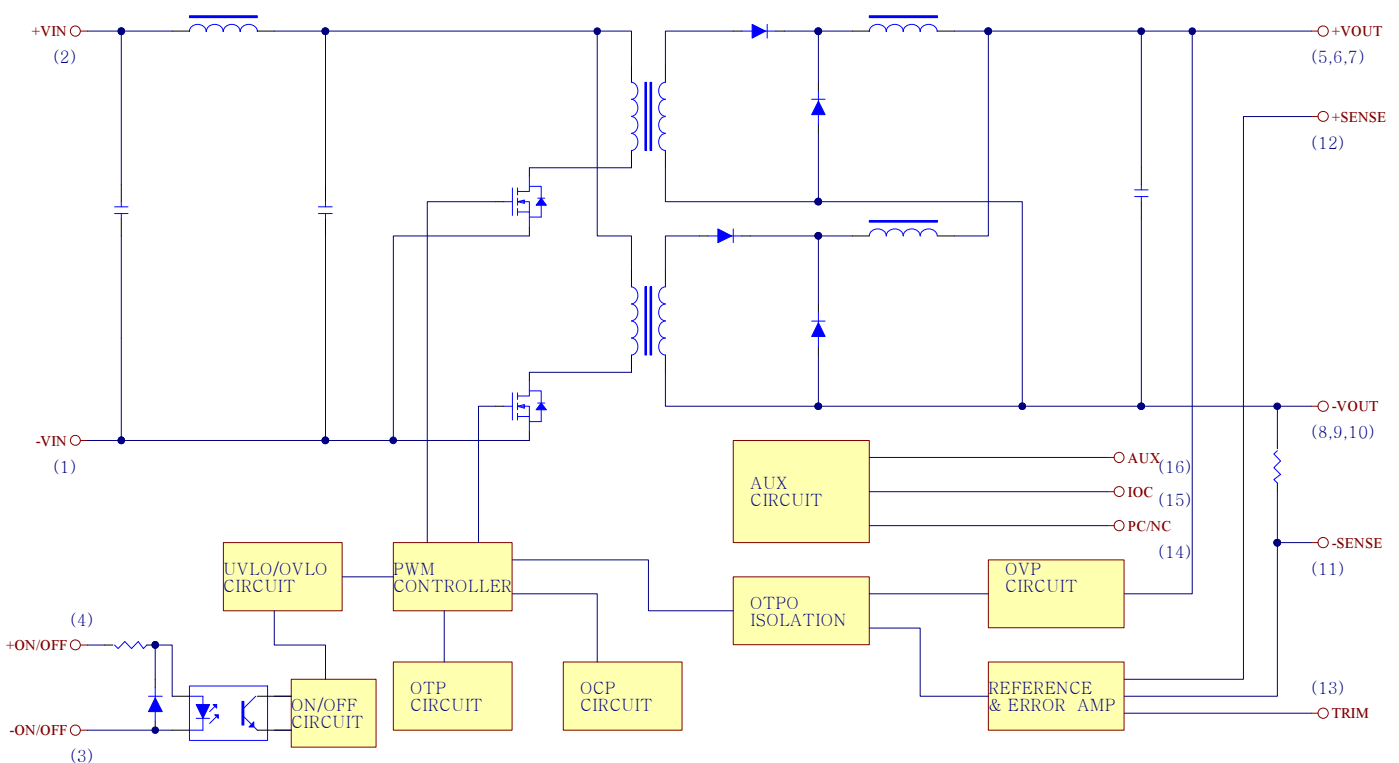 +VIN
(2)
+VOUT
(5,6,7)
+SENSE
(12)
-VIN
(1)
-VOUT
(8,9,10)
AUX
CIRCUIT
AUX
(16)
IOC
(15)
PC/NC
(14)
-SENSE
(11)
UVLO/OVLO
CIRCUIT
PWM
CONTROLLER
OTPO
ISOLATION
OVP
CIRCUIT
(4)
+ON/OFF
-ON/OFF
(3)
ON/OFF
CIRCUIT
OTP
CIRCUIT
OCP
CIRCUIT
REFERENCE
& ERROR AMP
(13)
TRIM